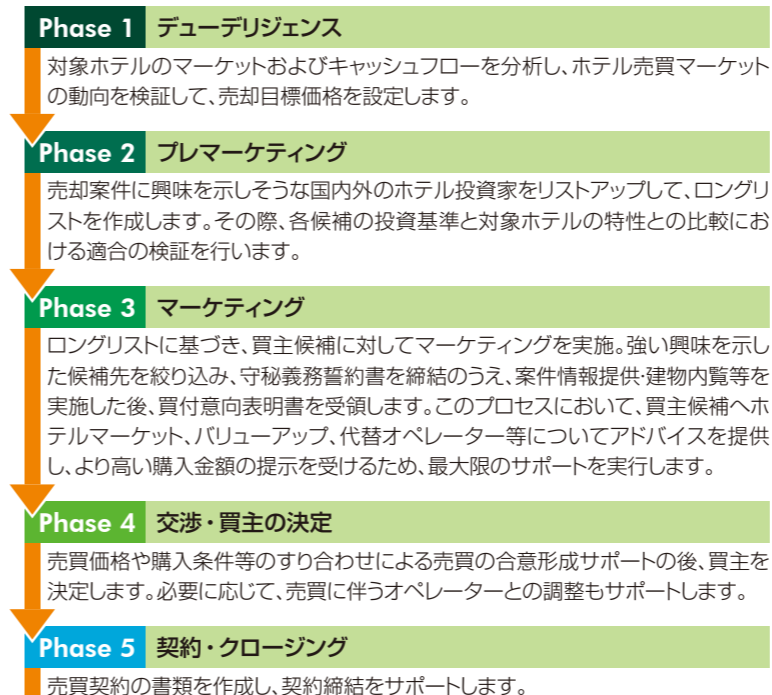 Phase 1 デューデリジェンス
対象ホテルのマーケットおよびキャッシュフローを分析し、ホテル売買マーケット
の動向を検証して、売却目標価格を設定します。
Phase 2 プレマーケティング
売却案件に興味を示しそうな国内外のホテル投資家をリストアップして、ロングリ
ストを作成します。その際、各候補の投資基準と対象ホテルの特性との比較にお
ける適合の検証を行います。
Phase 3 マーケティング
ロングリストに基づき、買主候補に対してマーケティングを実施。強い興味を示し
た候補先を絞り込み、守秘義務誓約書を締結のうえ、案件情報提供・建物内覧等を
実施した後、買付意向表明書を受領します。このプロセスにおいて、買主候補へホ
テルマーケット、バリューアップ、代替オペレーター等についてアドバイスを提供
し、より高い購入金額の提示を受けるため、最大限のサポートを実行します。
Phase 4 交渉・買主の決定
売買価格や購入条件等のすり合わせによる売買の合意形成サポートの後、買主を
決定します。必要に応じて、売買に伴うオペレーターとの調整もサポートします。
Phase 5 契約・クロージング
売買契約の書類を作成し、契約締結をサポートします。